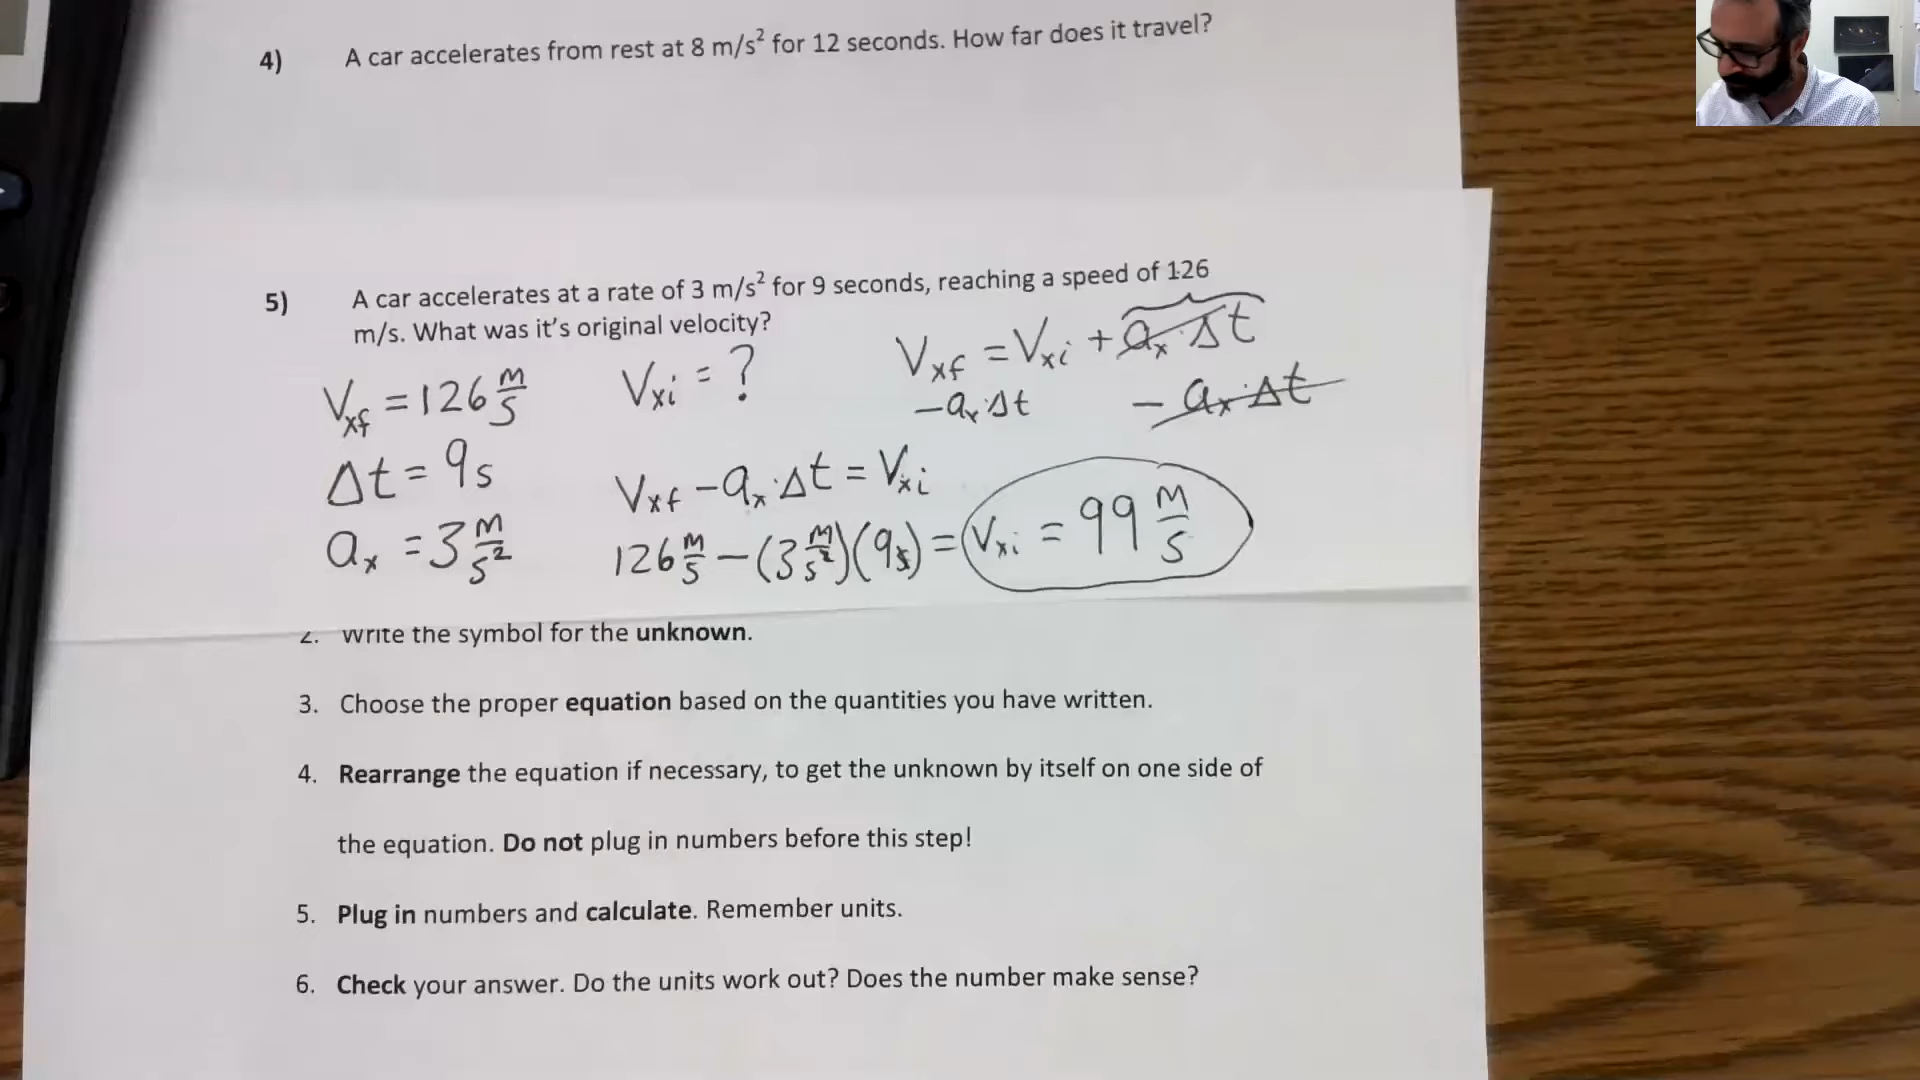 4) A car accelerates from rest at 8 m/s² for 12 seconds. How far does it travel?
5) A car accelerates at a rate of 3 m/s² for 9 seconds, reaching a speed of 126
m/s. What was it's original velocity?
Vxf = Vxi + ax · Δt
-ax · Δt - ax · Δt
Vxf = 126 m/s Vxi = ?
Δt = 9s
Vxf - ax · Δt = Vxi
ax = 3 m/s²
126 m/s - (3 m/s²)(9s) = Vxi = 99 m/s
2. Write the symbol for the unknown.
3. Choose the proper equation based on the quantities you have written.
4. Rearrange the equation if necessary, to get the unknown by itself on one side of
the equation. Do not plug in numbers before this step!
5. Plug in numbers and calculate. Remember units.
6. Check your answer. Do the units work out? Does the number make sense?